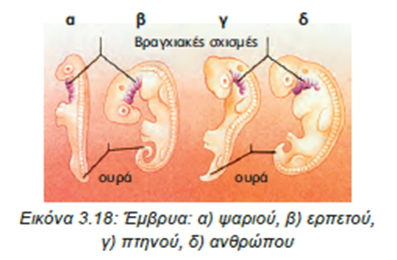 α β γ δ
Βραγχιακές σχισμές
ουρά ουρά
Εικόνα 3.18: Έμβρυα: α) ψαριού, β) ερπετού,
γ) πτηνού, δ) ανθρώπου